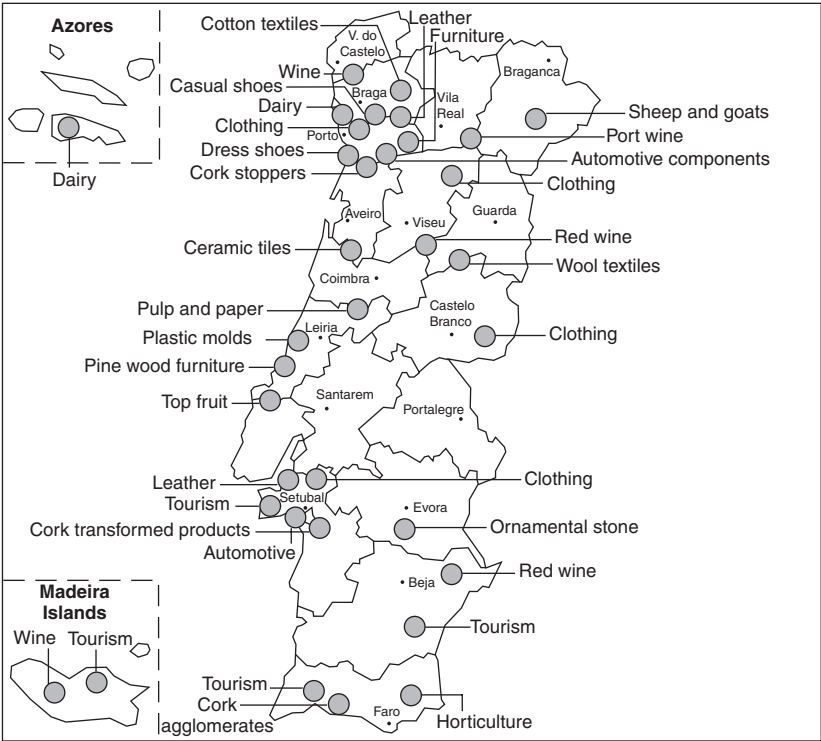 Azores
Dairy
Cotton textiles
Leather
Furniture
V. do
Castelo
Braganca
Wine
Casual shoes
Braga
Vila
Real
Dairy
Sheep and goats
Clothing
Porto
Port wine
Dress shoes
Automotive components
Cork stoppers
Clothing
Aveiro
Viseu
Guarda
Ceramic tiles
Red wine
Wool textiles
Coimbra
Pulp and paper
Castelo
Branco
Leiria
Plastic molds
Clothing
Pine wood furniture
Top fruit
Santarem
Portalegre
Leather
Clothing
Tourism
Setubal
Evora
Cork transformed products
Ornamental stone
Automotive
Red wine
Beja
Tourism
Madeira
Islands
Wine
Tourism
Tourism
Cork
agglomerates
Faro
Horticulture